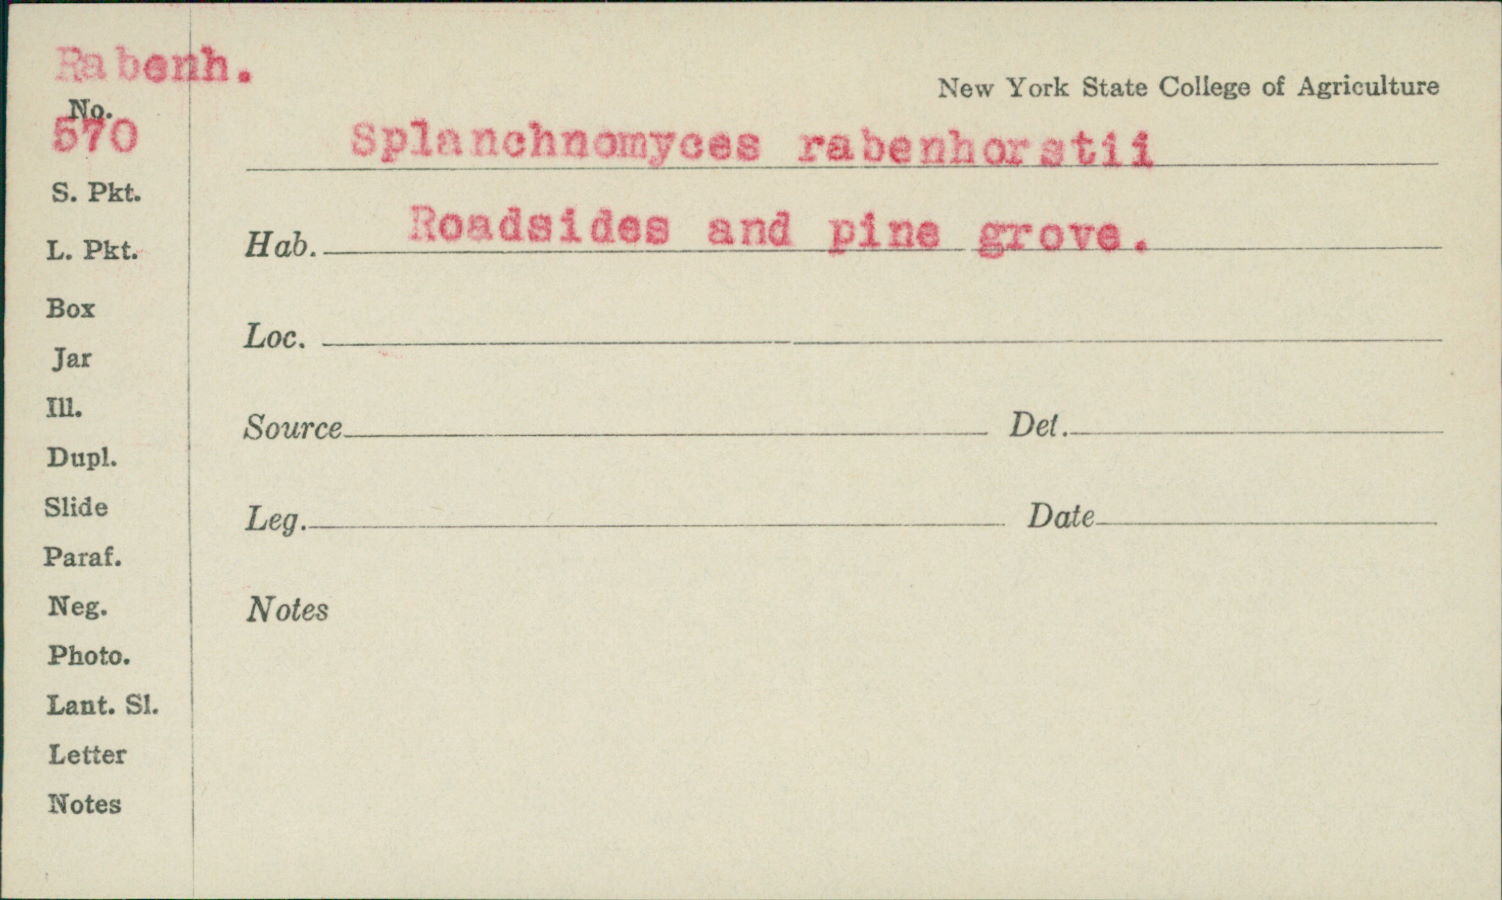 Rabenh.
New York State College of Agriculture
No.
570
Splanchnomyces rabenhorstii
S. Pkt.
Hab. Roadsides and pine grove.
L. Pkt.
Box
Loc.
Jar
Ill.
Source Det.
Dupl.
Slide
Leg. Date
Paraf.
Neg.
Notes
Photo.
Lant. Sl.
Letter
Notes